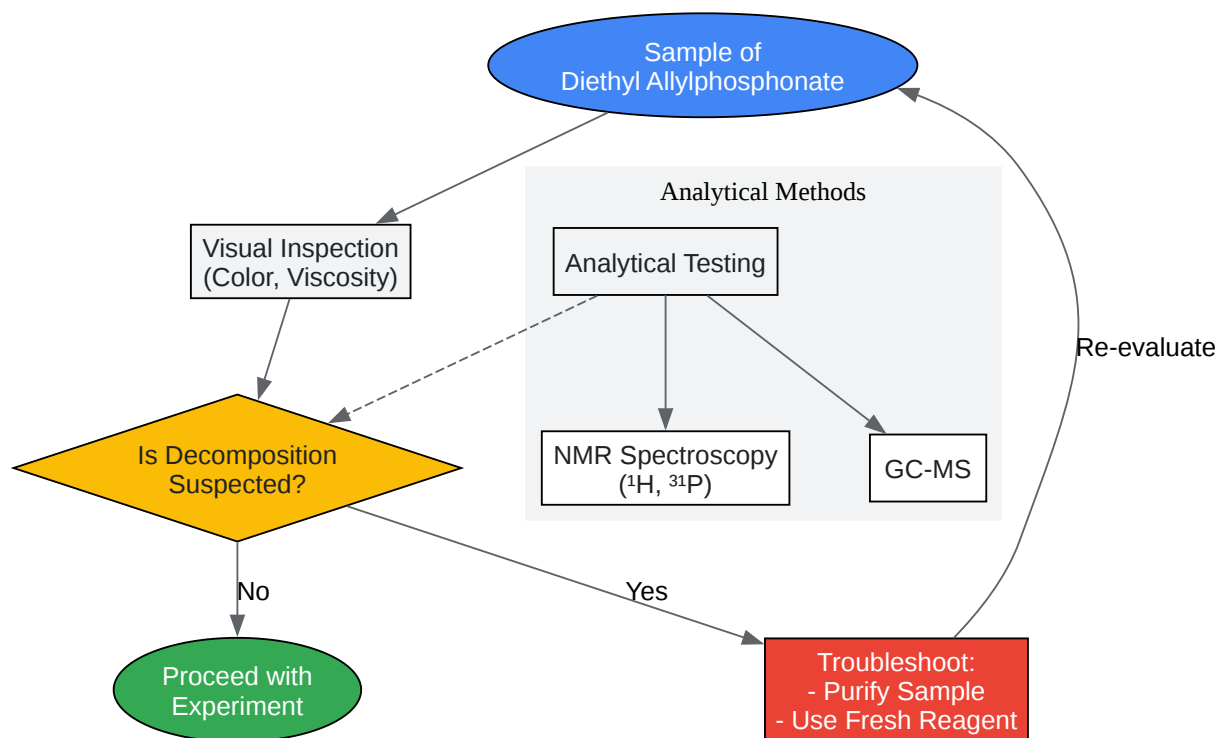 Sample of
Diethyl Allylphosphonate
Analytical Methods
Visual Inspection
(Color, Viscosity)
Analytical Testing
Re-evaluate
Is Decomposition
Suspected?
NMR Spectroscopy
(¹H, ³¹P)
GC-MS
No
Yes
Proceed with
Experiment
Troubleshoot:
- Purify Sample
- Use Fresh Reagent